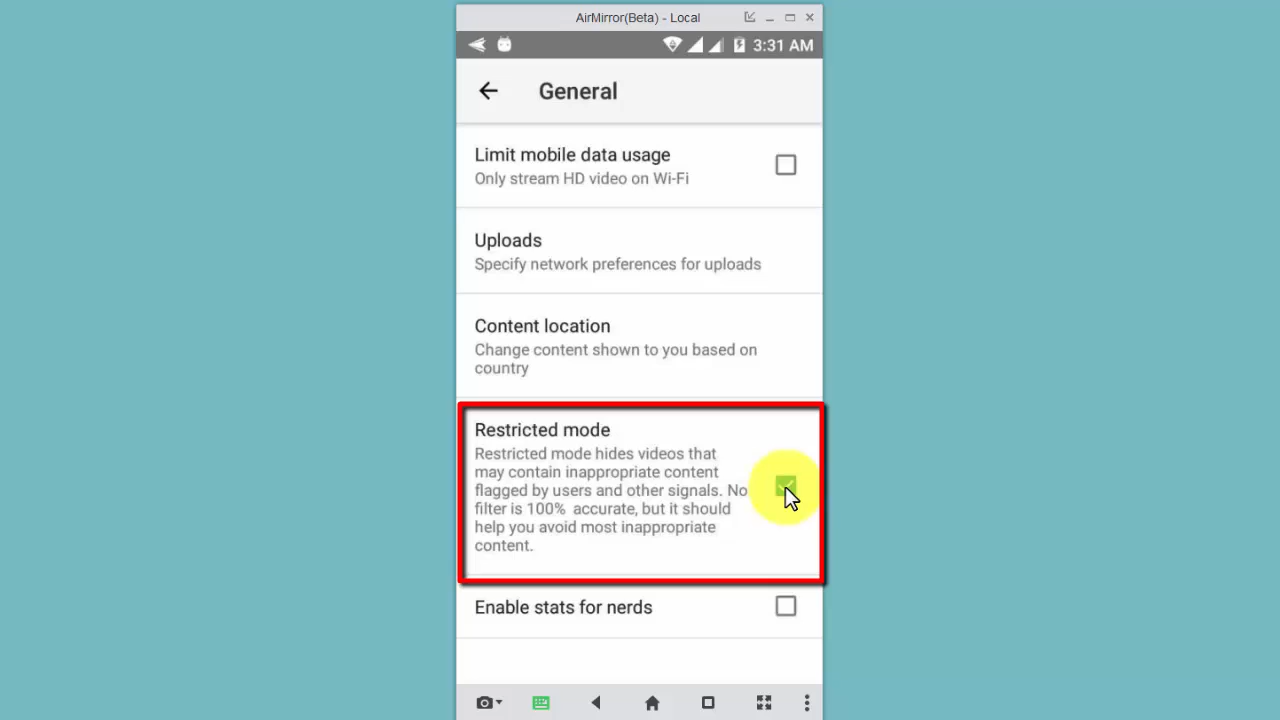 AirMirror(Beta) - Local
3:31 AM
General
Limit mobile data usage
Only stream HD video on Wi-Fi
Uploads
Specify network preferences for uploads
Content location
Change content shown to you based on
country
Restricted mode
Restricted mode hides videos that
may contain inappropriate content
flagged by users and other signals. No
filter is 100% accurate, but it should
help you avoid most inappropriate
content.
Enable stats for nerds